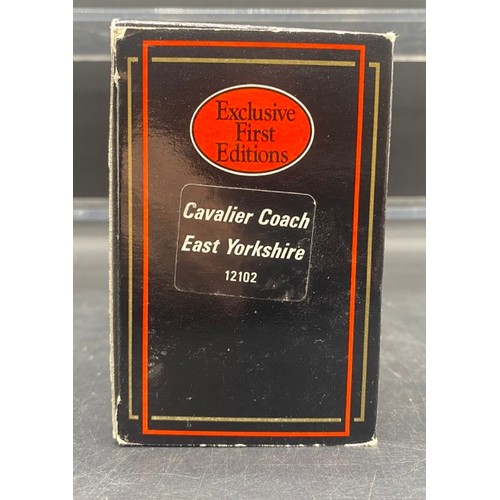 Exclusive
First
Editions
Cavalier Coach
East Yorkshire
12102